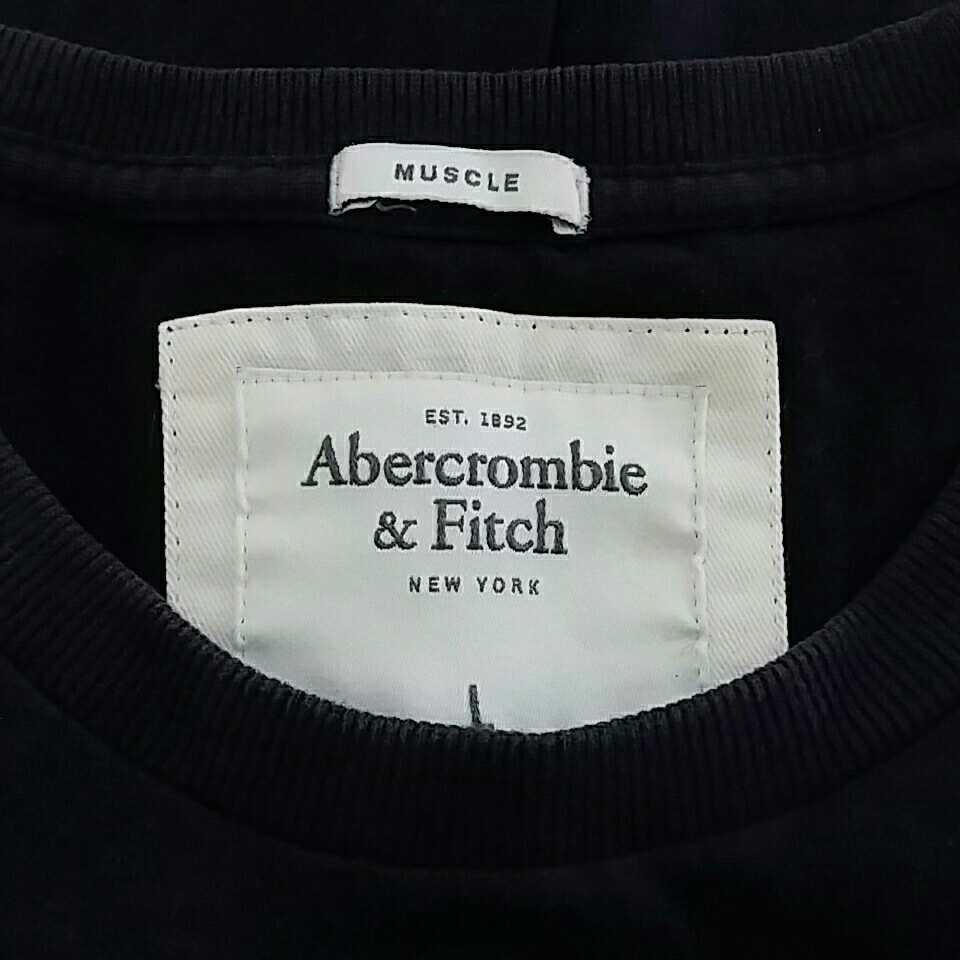 MUSCLE
EST. 1892
Abercrombie
& Fitch
NEW YORK
L